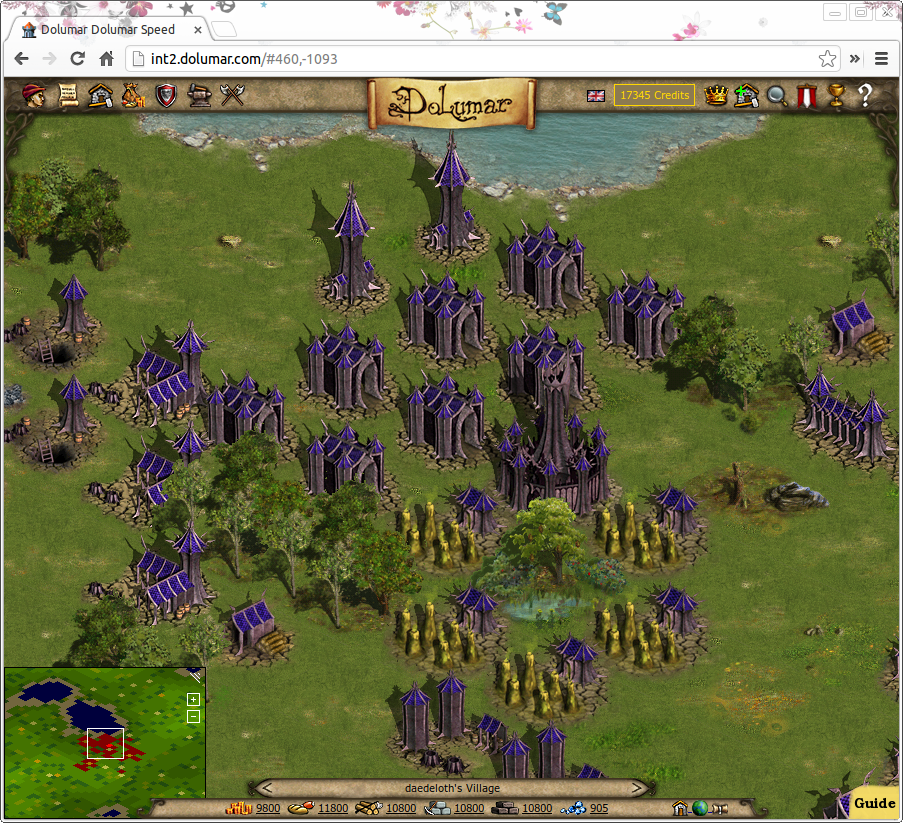 Dolumar Dolumar Speed
int2.dolumar.com/#460,-1093
Dolumar
17345 Credits
daedeloth's Village
9800 11800 10800 10800 10800 905
Guide